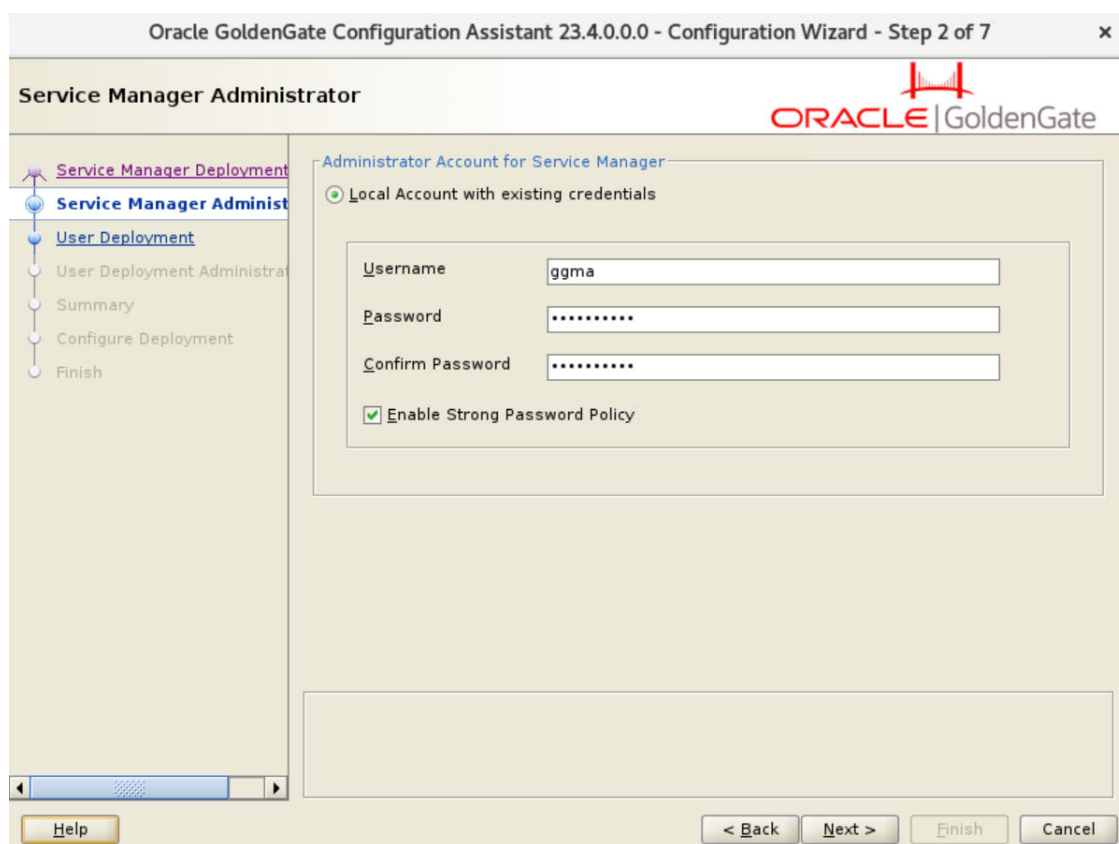 Oracle GoldenGate Configuration Assistant 23.4.0.0.0 - Configuration Wizard - Step 2 of 7
Service Manager Administrator
ORACLE | GoldenGate
Service Manager Deployment
Service Manager Administ
User Deployment
User Deployment Administrat
Summary
Configure Deployment
Finish
Administrator Account for Service Manager
Local Account with existing credentials
Username
ggma
Password
••••••••••
Confirm Password
••••••••••
Enable Strong Password Policy
Help
< Back
Next >
Finish
Cancel